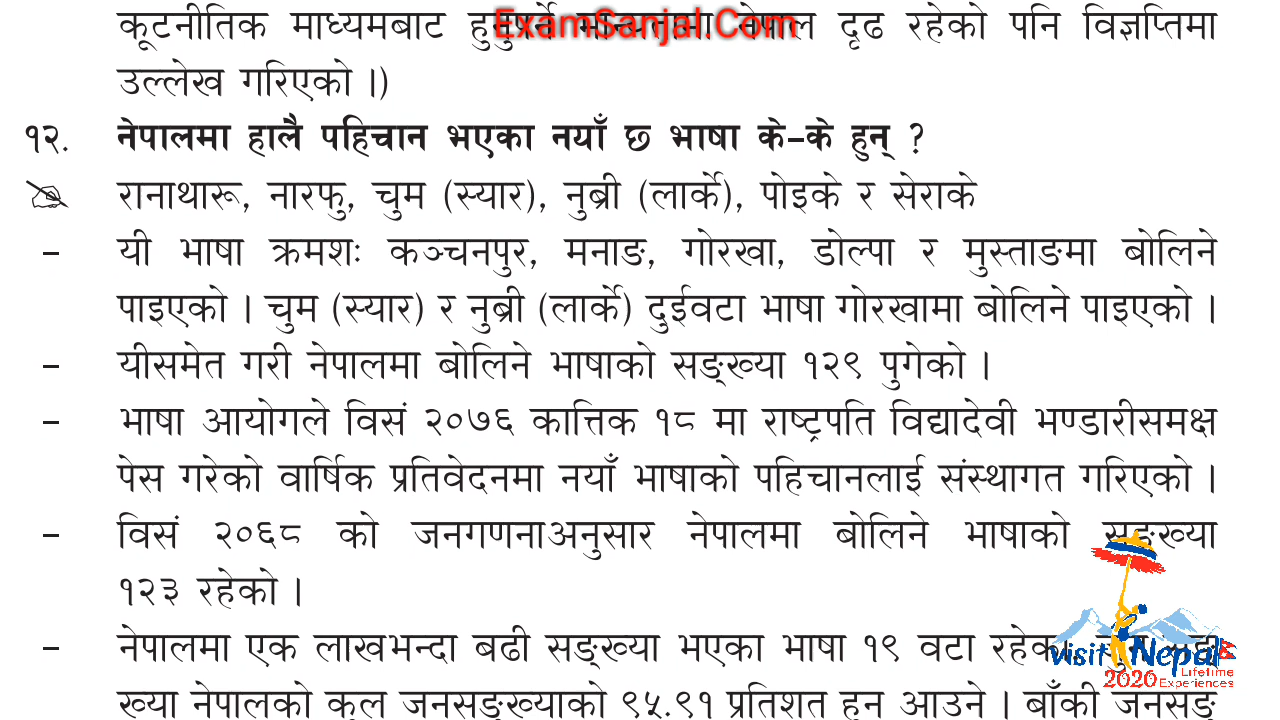 ExamSanjal.Com
कूटनीतिक माध्यमबाट हुनुपर्ने मान्यतामा नेपाल दृढ रहेको पनि विज्ञप्तिमा
उल्लेख गरिएको ।)
१२. नेपालमा हालै पहिचान भएका नयाँ छ भाषा के–के हुन् ?
रानाथारू, नारफु, चुम (स्यार), नुब्री (लार्के), पोइके र सेराके
– यी भाषा क्रमशः कञ्चनपुर, मनाङ, गोरखा, डोल्पा र मुस्ताङमा बोलिने
पाइएको । चुम (स्यार) र नुब्री (लार्के) दुईवटा भाषा गोरखामा बोलिने पाइएको ।
– यीसमेत गरी नेपालमा बोलिने भाषाको सङ्ख्या १२९ पुगेको ।
– भाषा आयोगले विसं २०७६ कात्तिक १८ मा राष्ट्रपति विद्यादेवी भण्डारीसमक्ष
पेस गरेको वार्षिक प्रतिवेदनमा नयाँ भाषाको पहिचानलाई संस्थागत गरिएको ।
– विसं २०६८ को जनगणनाअनुसार नेपालमा बोलिने भाषाको सङ्ख्या
१२३ रहेको ।
– नेपालमा एक लाखभन्दा बढी सङ्ख्या भएका भाषा १९ वटा रहेका
ख्या नेपालको कूल जनसङ्ख्याको ९५.९१ प्रतिशत हुन आउने । बाँकी जनसङ्
visit Nepal
2020 Lifetime Experiences